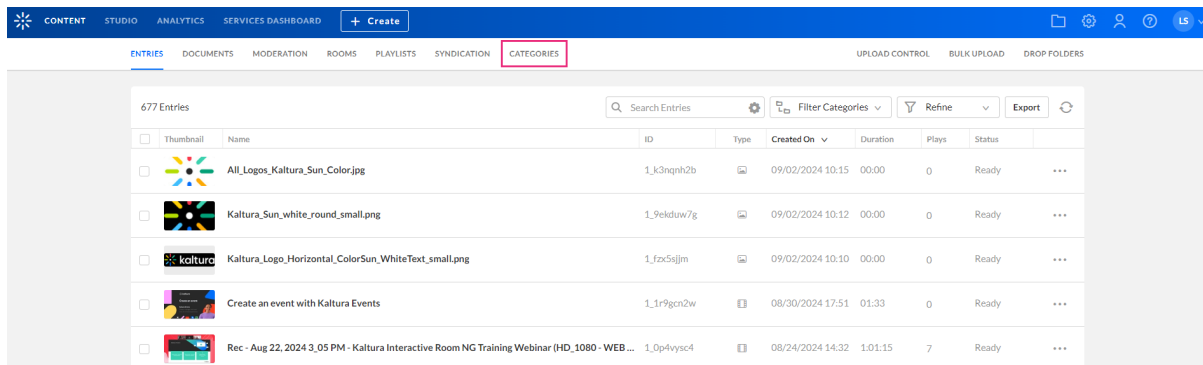 CONTENT STUDIO ANALYTICS SERVICES DASHBOARD + Create LS
ENTRIES DOCUMENTS MODERATION ROOMS PLAYLISTS SYNDICATION CATEGORIES UPLOAD CONTROL BULK UPLOAD DROP FOLDERS
677 Entries Search Entries Filter Categories Refine Export
Thumbnail Name ID Type Created On Duration Plays Status
All_Logos_Kaltura_Sun_Color.jpg 1_k3nqnh2b 09/02/2024 10:15 00:00 0 Ready
Kaltura_Sun_white_round_small.png 1_9ekduw7g 09/02/2024 10:12 00:00 0 Ready
kaltura Kaltura_Logo_Horizontal_ColorSun_WhiteText_small.png 1_fzx5sjjm 09/02/2024 10:10 00:00 0 Ready
Create an event with Kaltura Events 1_1r9gcn2w 08/30/2024 17:51 01:33 0 Ready
Rec - Aug 22, 2024 3_05 PM - Kaltura Interactive Room NG Training Webinar (HD_1080 - WEB ... 1_0p4vysc4 08/24/2024 14:32 1:01:15 7 Ready